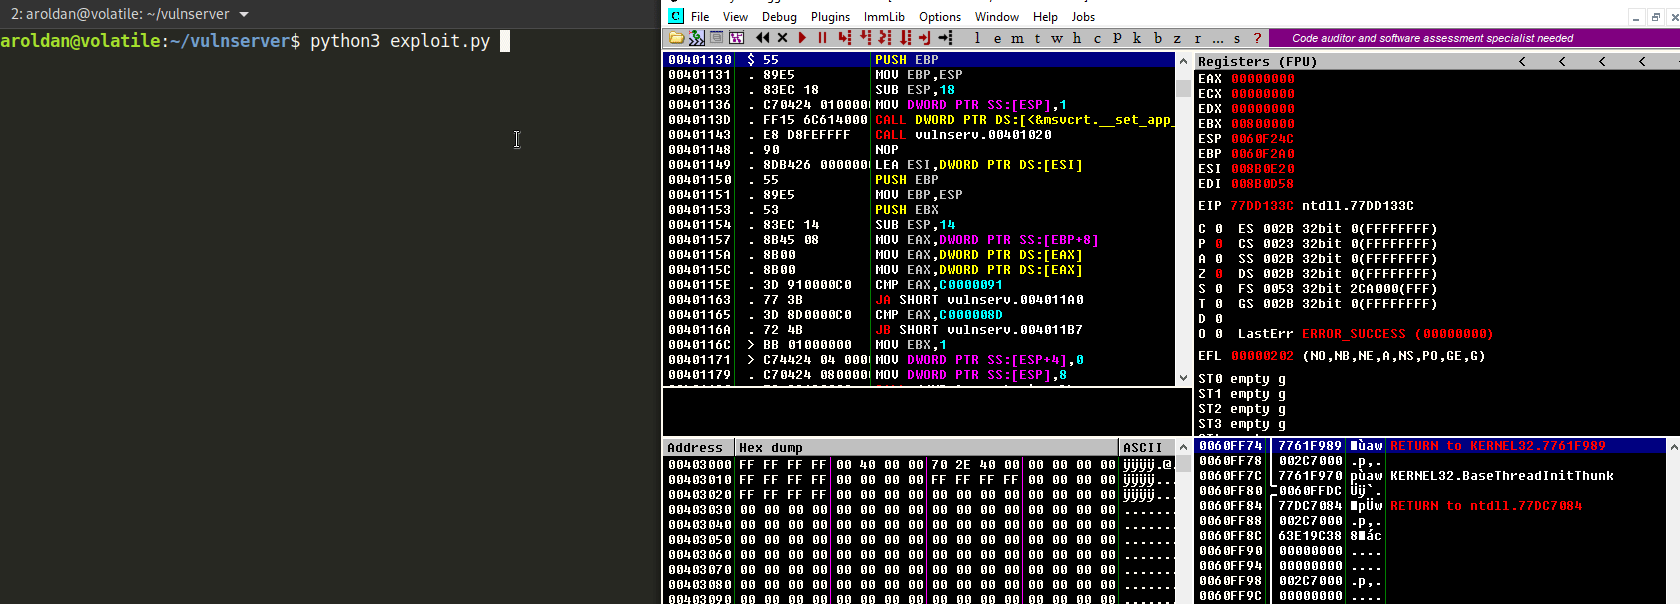 2: aroldan@volatile: ~/vulnserver
aroldan@volatile:~/vulnserver$ python3 exploit.py
File View Debug Plugins ImmLib Options Window Help Jobs
l e m t w h c P k b z r ... s ?
Code auditor and software assessment specialist needed
00401130 $ 55 PUSH EBP
00401131 . 89E5 MOV EBP,ESP
00401133 . 83EC 18 SUB ESP,18
00401136 . C70424 0100000 MOV DWORD PTR SS:[ESP],1
0040113D . FF15 6C614000 CALL DWORD PTR DS:[<&msvcrt.__set_app_
00401143 . E8 D8FEFFFF CALL vulnserv.00401020
00401148 . 90 NOP
00401149 . 8DB426 0000000 LEA ESI,DWORD PTR DS:[ESI]
00401150 . 55 PUSH EBP
00401151 . 89E5 MOV EBP,ESP
00401153 . 53 PUSH EBX
00401154 . 83EC 14 SUB ESP,14
00401157 . 8B45 08 MOV EAX,DWORD PTR SS:[EBP+8]
0040115A . 8B00 MOV EAX,DWORD PTR DS:[EAX]
0040115C . 8B00 MOV EAX,DWORD PTR DS:[EAX]
0040115E . 3D 910000C0 CMP EAX,C0000091
00401163 . 77 3B JA SHORT vulnserv.004011A0
00401165 . 3D 8D0000C0 CMP EAX,C000008D
0040116A . 72 4B JB SHORT vulnserv.004011B7
0040116C > BB 01000000 MOV EBX,1
00401171 > C74424 04 000 MOV DWORD PTR SS:[ESP+4],0
00401179 . C70424 080000 MOV DWORD PTR SS:[ESP],8
Registers (FPU) < < < <
EAX 00000000
ECX 00000000
EDX 00000000
EBX 00800000
ESP 0060F24C
EBP 0060F2A0
ESI 008B0E20
EDI 008B0D58
EIP 77DD133C ntdll.77DD133C
C 0 ES 002B 32bit 0(FFFFFFFF)
P 0 CS 0023 32bit 0(FFFFFFFF)
A 0 SS 002B 32bit 0(FFFFFFFF)
Z 0 DS 002B 32bit 0(FFFFFFFF)
S 0 FS 0053 32bit 2CA000(FFF)
T 0 GS 002B 32bit 0(FFFFFFFF)
D 0
O 0 LastErr ERROR_SUCCESS (00000000)
EFL 00000202 (NO,NB,NE,A,NS,PO,GE,G)
ST0 empty g
ST1 empty g
ST2 empty g
ST3 empty g
Address Hex dump ASCII
00403000 FF FF FF FF 00 40 00 00 70 2E 40 00 00 00 00 00 ÿÿÿÿ.@.
00403010 FF FF FF FF 00 00 00 00 FF FF FF FF 00 00 00 00 ÿÿÿÿ...
00403020 FF FF FF FF 00 00 00 00 00 00 00 00 00 00 00 00 ÿÿÿÿ...
00403030 00 00 00 00 00 00 00 00 00 00 00 00 00 00 00 00 .......
00403040 00 00 00 00 00 00 00 00 00 00 00 00 00 00 00 00 .......
00403050 00 00 00 00 00 00 00 00 00 00 00 00 00 00 00 00 .......
00403060 00 00 00 00 00 00 00 00 00 00 00 00 00 00 00 00 .......
00403070 00 00 00 00 00 00 00 00 00 00 00 00 00 00 00 00 .......
00403080 00 00 00 00 00 00 00 00 00 00 00 00 00 00 00 00 .......
00403090 00 00 00 00 00 00 00 00 00 00 00 00 00 00 00 00 .......
0060FF74 7761F989 ùaw RETURN to KERNEL32.7761F989
0060FF78 002C7000 .p,.
0060FF7C 7761F970 pùaw KERNEL32.BaseThreadInitThunk
0060FF80 0060FFDC Üÿ`.
0060FF84 77DC7084 pÜw RETURN to ntdll.77DC7084
0060FF88 002C7000 .p,.
0060FF8C 63E19C38 8ác
0060FF90 00000000 ....
0060FF94 00000000 ....
0060FF98 002C7000 .p,.
0060FF9C 00000000 ....